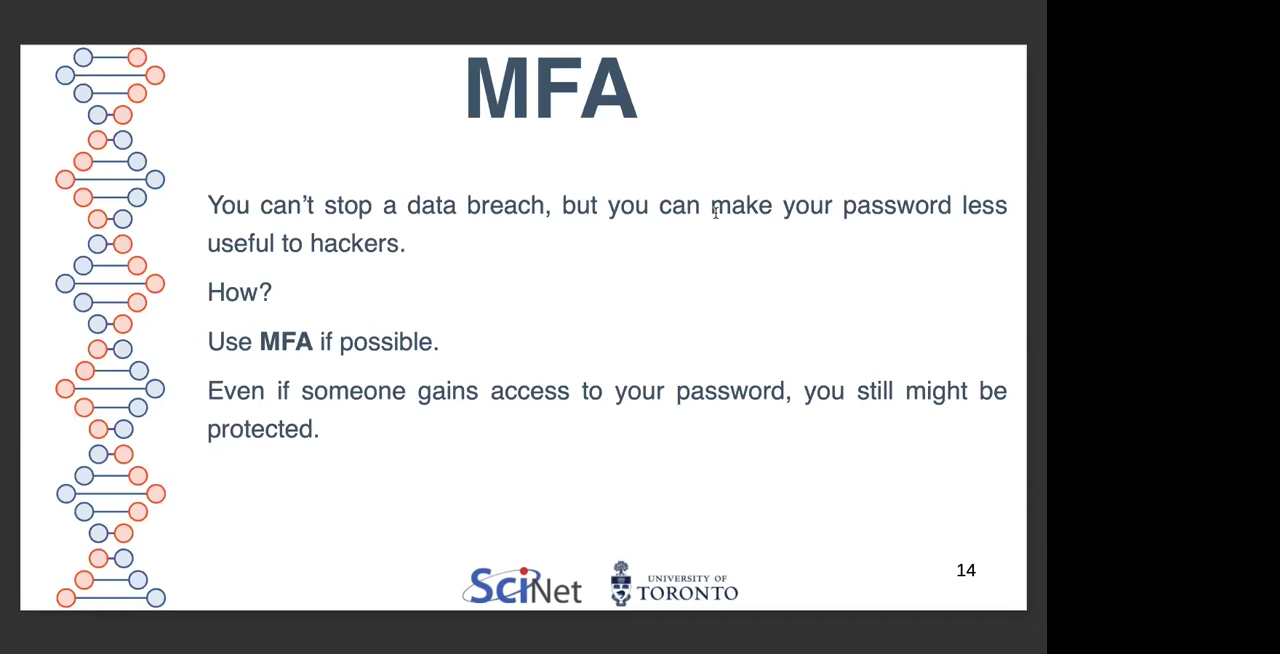 MFA
You can’t stop a data breach, but you can make your password less
useful to hackers.
How?
Use MFA if possible.
Even if someone gains access to your password, you still might be
protected.
SciNet
UNIVERSITY OF
TORONTO
14